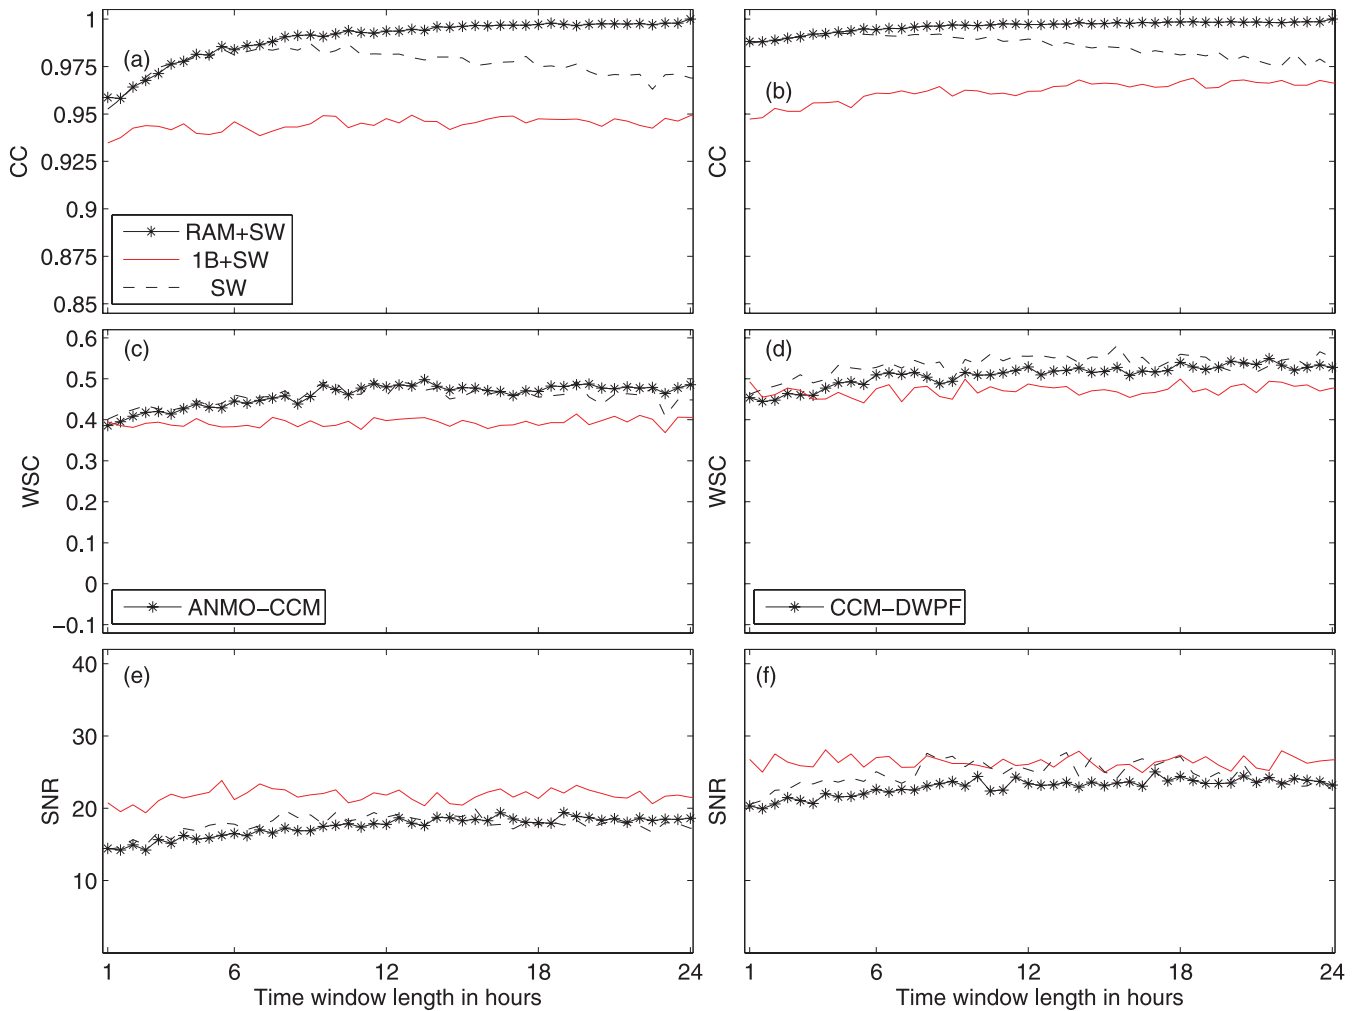 1
0.975
0.95
0.925
0.9
0.875
0.85
CC
(a)
RAM+SW
1B+SW
SW
CC
(b)
0.6
0.5
0.4
0.3
0.2
0.1
0
−0.1
WSC
(c)
ANMO−CCM
WSC
(d)
CCM−DWPF
40
30
20
10
SNR
(e)
1
6
12
18
24
Time window length in hours
SNR
(f)
1
6
12
18
24
Time window length in hours